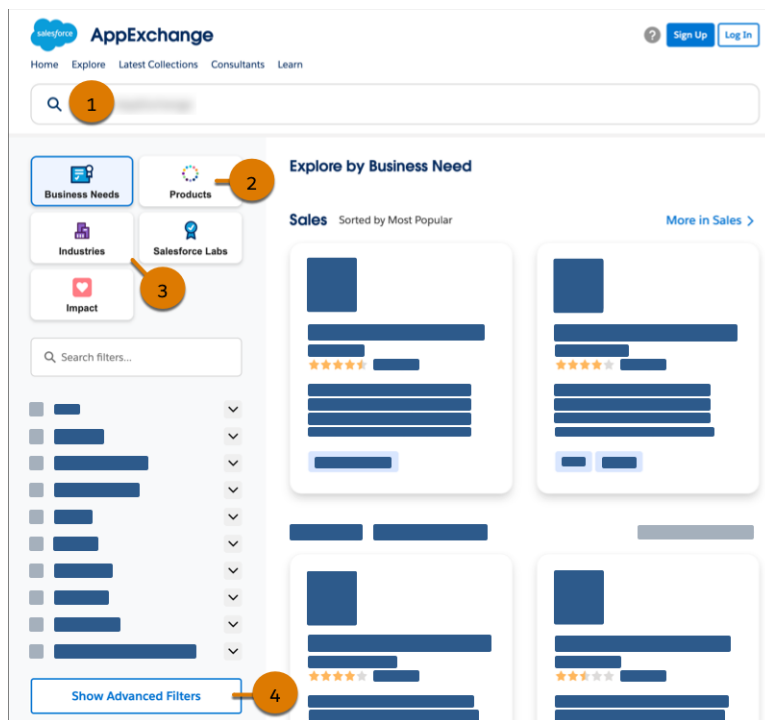 salesforce AppExchange
Sign Up Log In
Home Explore Latest Collections Consultants Learn
1
Business Needs
Products
2
Industries
Salesforce Labs
3
Impact
Search filters...
Show Advanced Filters
4
Explore by Business Need
Sales Sorted by Most Popular More in Sales